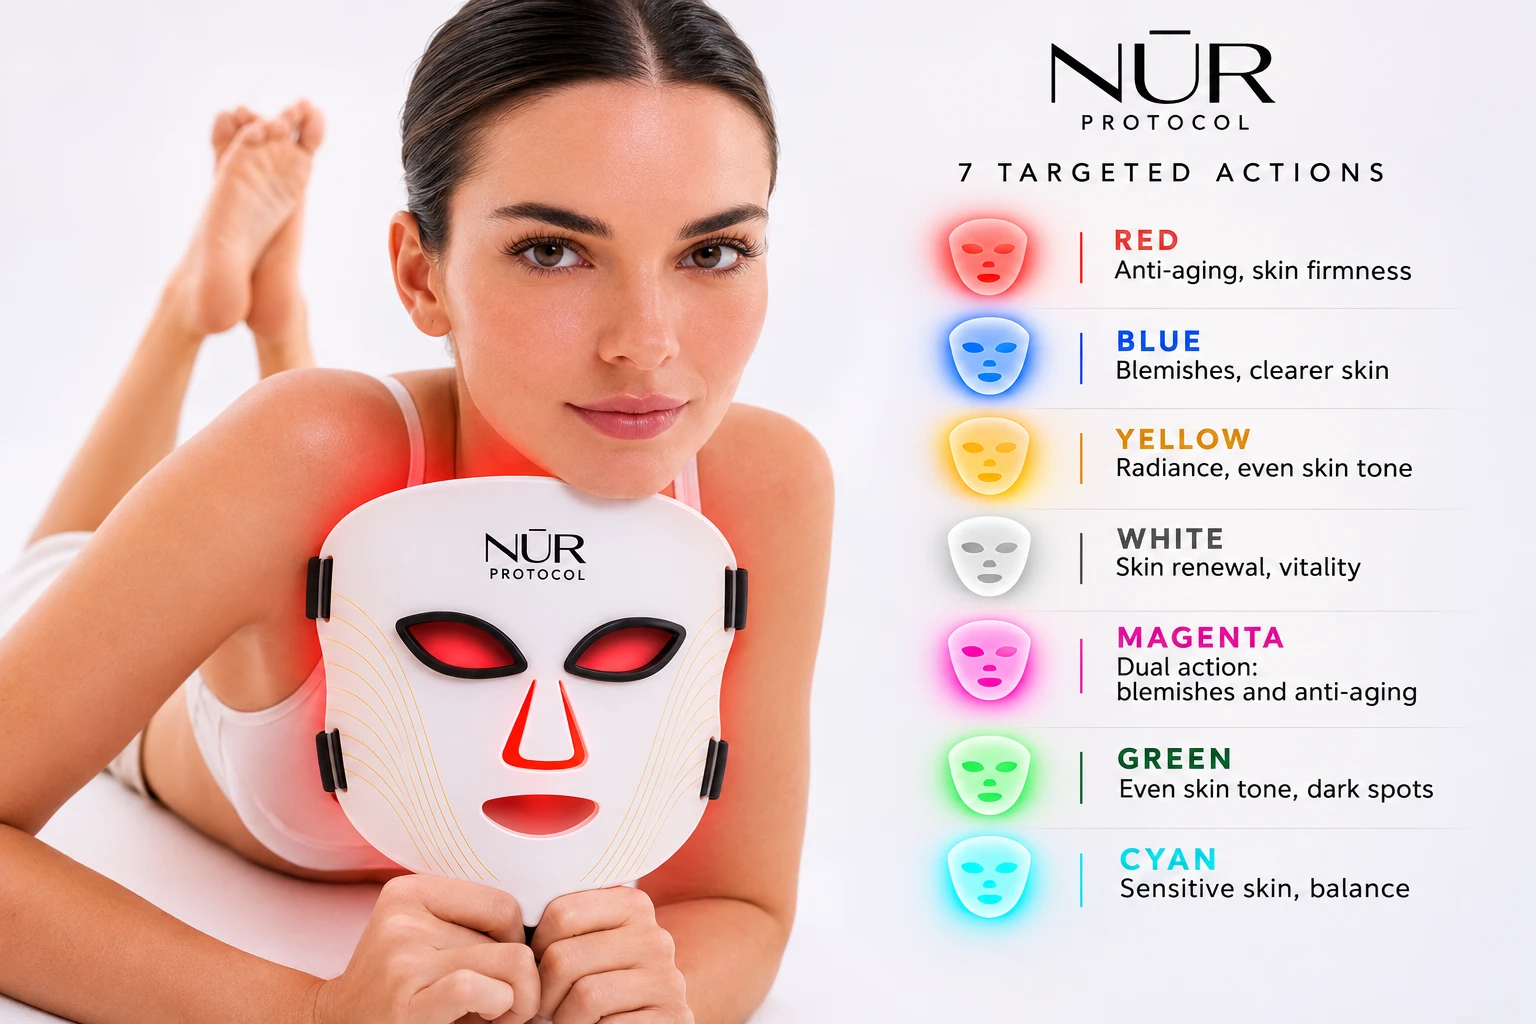 NŪR
PROTOCOL
7 TARGETED ACTIONS
RED
Anti-aging, skin firmness
BLUE
Blemishes, clearer skin
YELLOW
Radiance, even skin tone
WHITE
Skin renewal, vitality
MAGENTA
Dual action:
blemishes and anti-aging
GREEN
Even skin tone, dark spots
CYAN
Sensitive skin, balance
NŪR
PROTOCOL